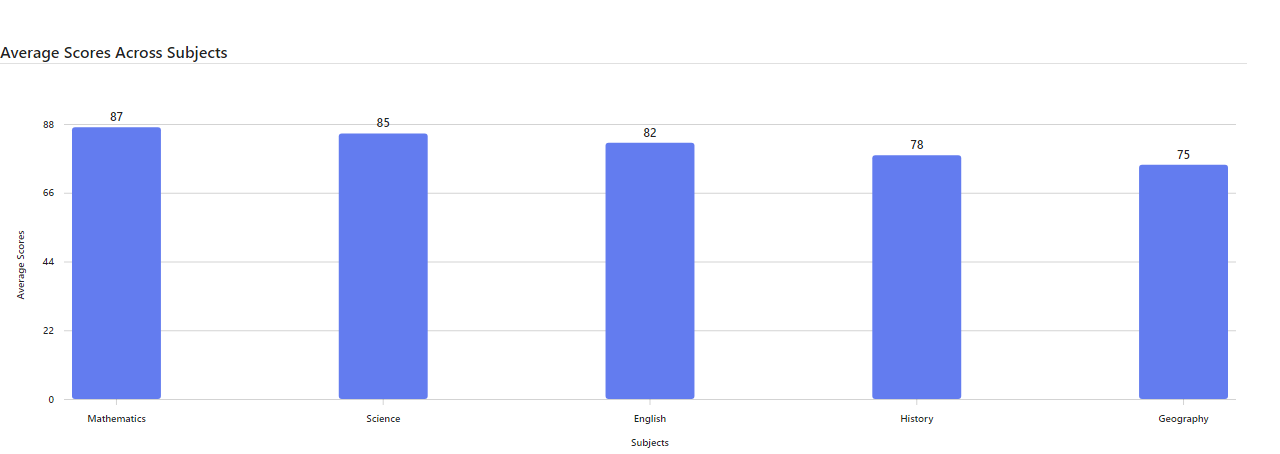 Average Scores Across Subjects
87
85
82
78
75
88
66
44
22
0
Average Scores
Mathematics
Science
English
History
Geography
Subjects